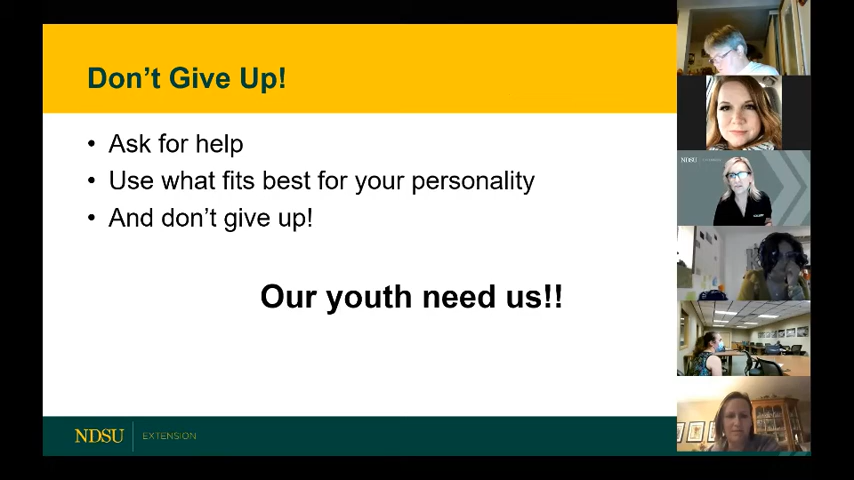 Don't Give Up!
• Ask for help
• Use what fits best for your personality
• And don't give up!
Our youth need us!!
NDSU EXTENSION
NDSU